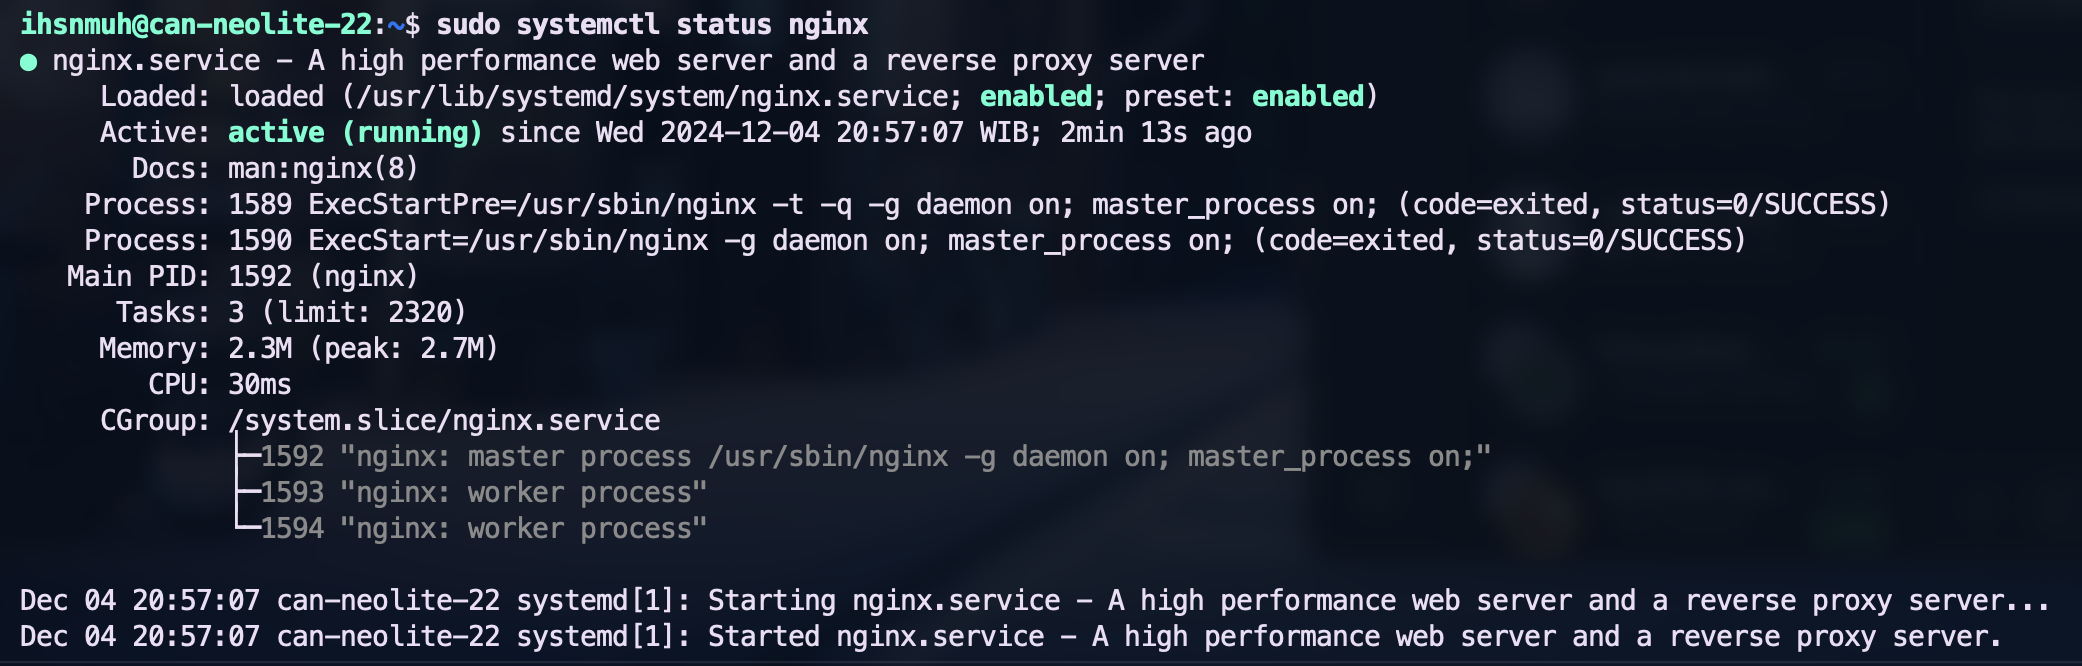 ihsnmuh@can-neolite-22:~$ sudo systemctl status nginx
● nginx.service - A high performance web server and a reverse proxy server
     Loaded: loaded (/usr/lib/systemd/system/nginx.service; enabled; preset: enabled)
     Active: active (running) since Wed 2024-12-04 20:57:07 WIB; 2min 13s ago
       Docs: man:nginx(8)
    Process: 1589 ExecStartPre=/usr/sbin/nginx -t -q -g daemon on; master_process on; (code=exited, status=0/SUCCESS)
    Process: 1590 ExecStart=/usr/sbin/nginx -g daemon on; master_process on; (code=exited, status=0/SUCCESS)
   Main PID: 1592 (nginx)
      Tasks: 3 (limit: 2320)
     Memory: 2.3M (peak: 2.7M)
        CPU: 30ms
     CGroup: /system.slice/nginx.service
             ├─1592 "nginx: master process /usr/sbin/nginx -g daemon on; master_process on;"
             ├─1593 "nginx: worker process"
             └─1594 "nginx: worker process"

Dec 04 20:57:07 can-neolite-22 systemd[1]: Starting nginx.service - A high performance web server and a reverse proxy server...
Dec 04 20:57:07 can-neolite-22 systemd[1]: Started nginx.service - A high performance web server and a reverse proxy server.